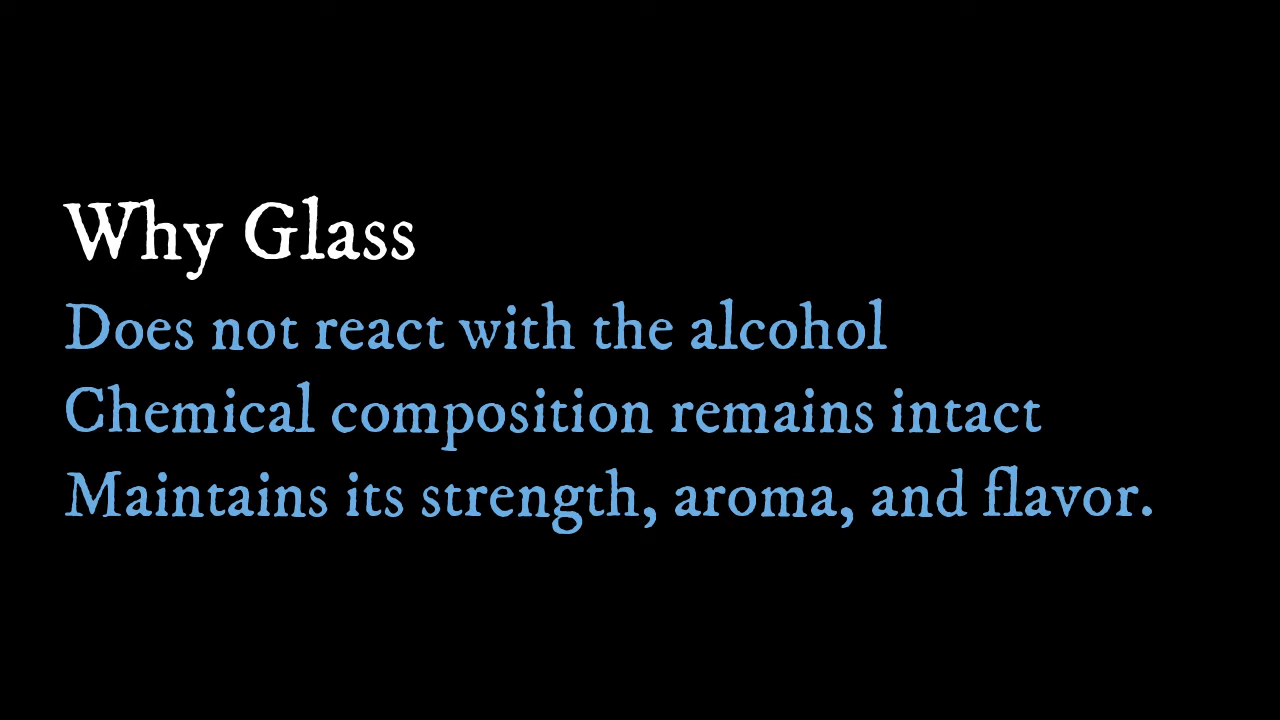 Why Glass
Does not react with the alcohol
Chemical composition remains intact
Maintains its strength, aroma, and flavor.